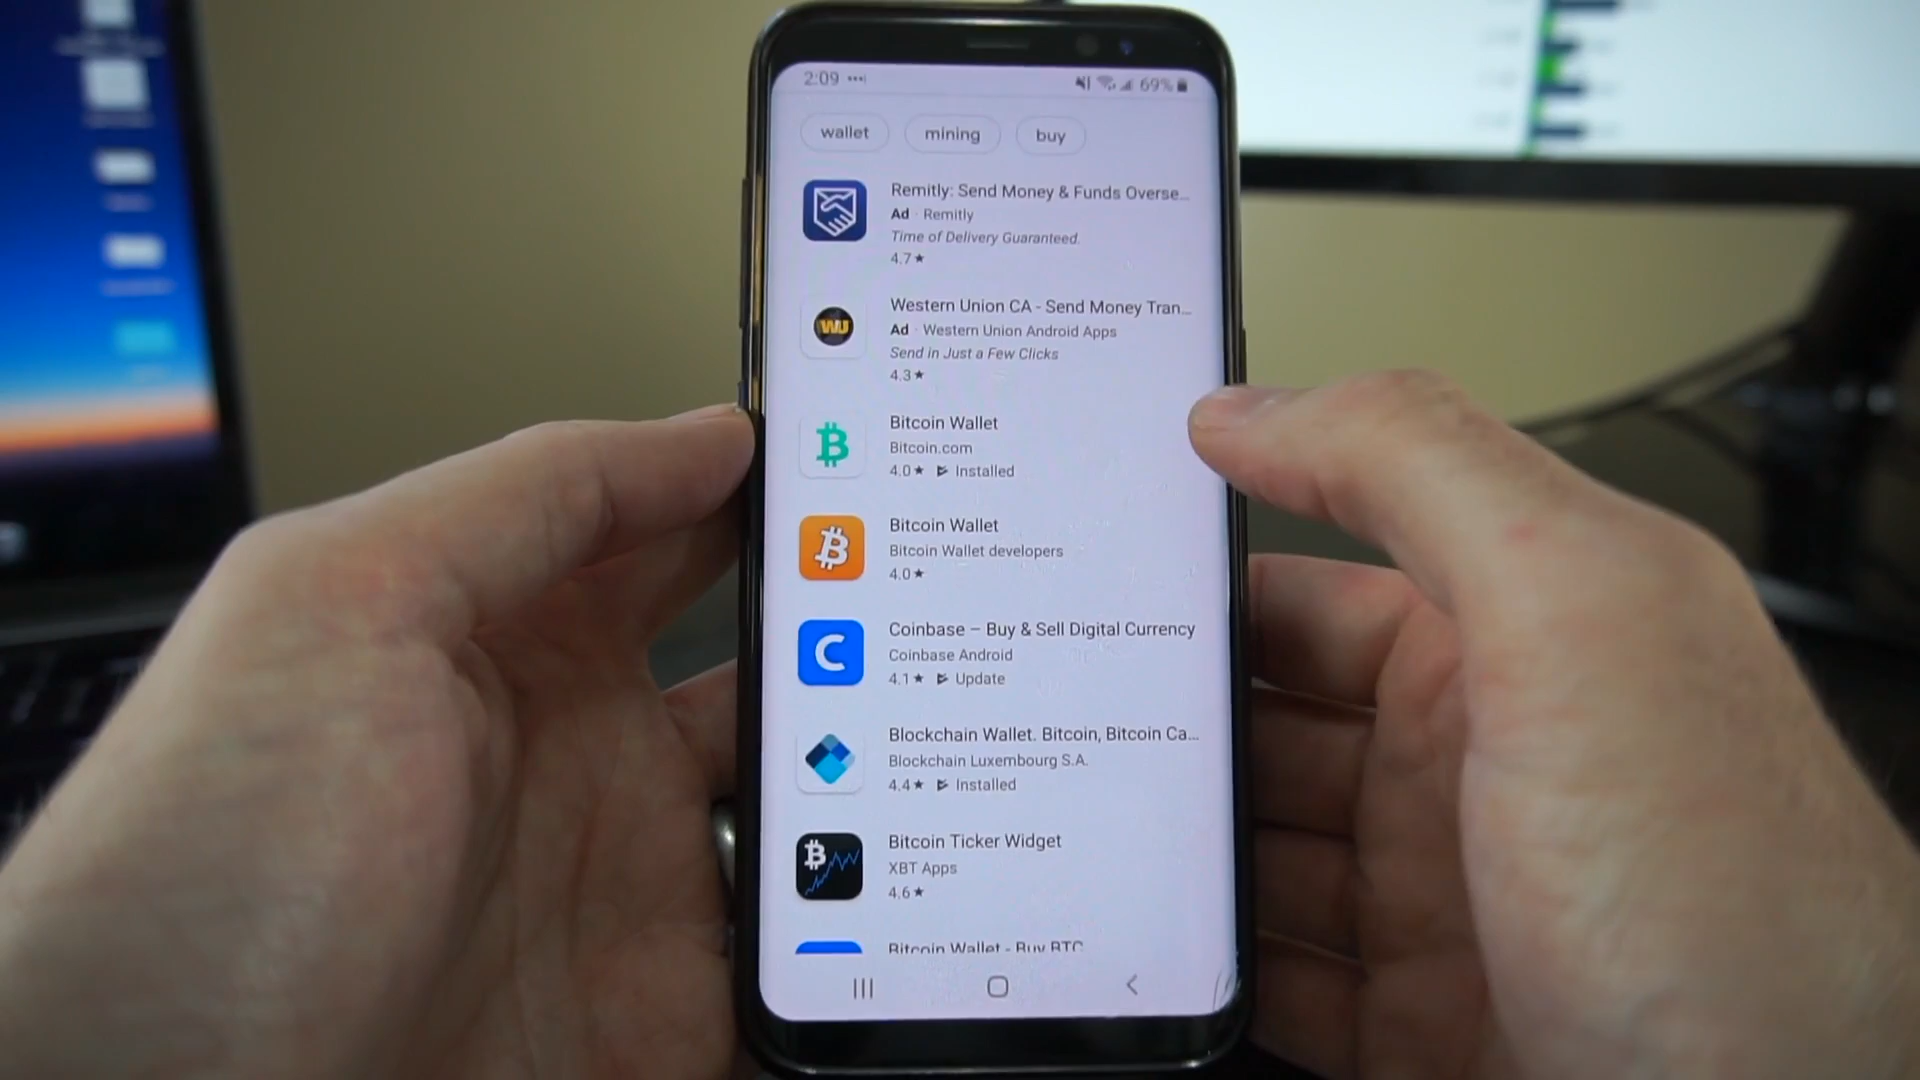 2:09
69%
wallet mining buy
Remitly: Send Money & Funds Overse...
Ad · Remitly
Time of Delivery Guaranteed.
4.7★
WU
Western Union CA - Send Money Tran...
Ad · Western Union Android Apps
Send in Just a Few Clicks
4.3★
Bitcoin Wallet
Bitcoin.com
4.0★ Installed
Bitcoin Wallet
Bitcoin Wallet developers
4.0★
C
Coinbase – Buy & Sell Digital Currency
Coinbase Android
4.1★ Update
Blockchain Wallet. Bitcoin, Bitcoin Ca...
Blockchain Luxembourg S.A.
4.4★ Installed
Bitcoin Ticker Widget
XBT Apps
4.6★
Bitcoin Wallet - Buy BTC